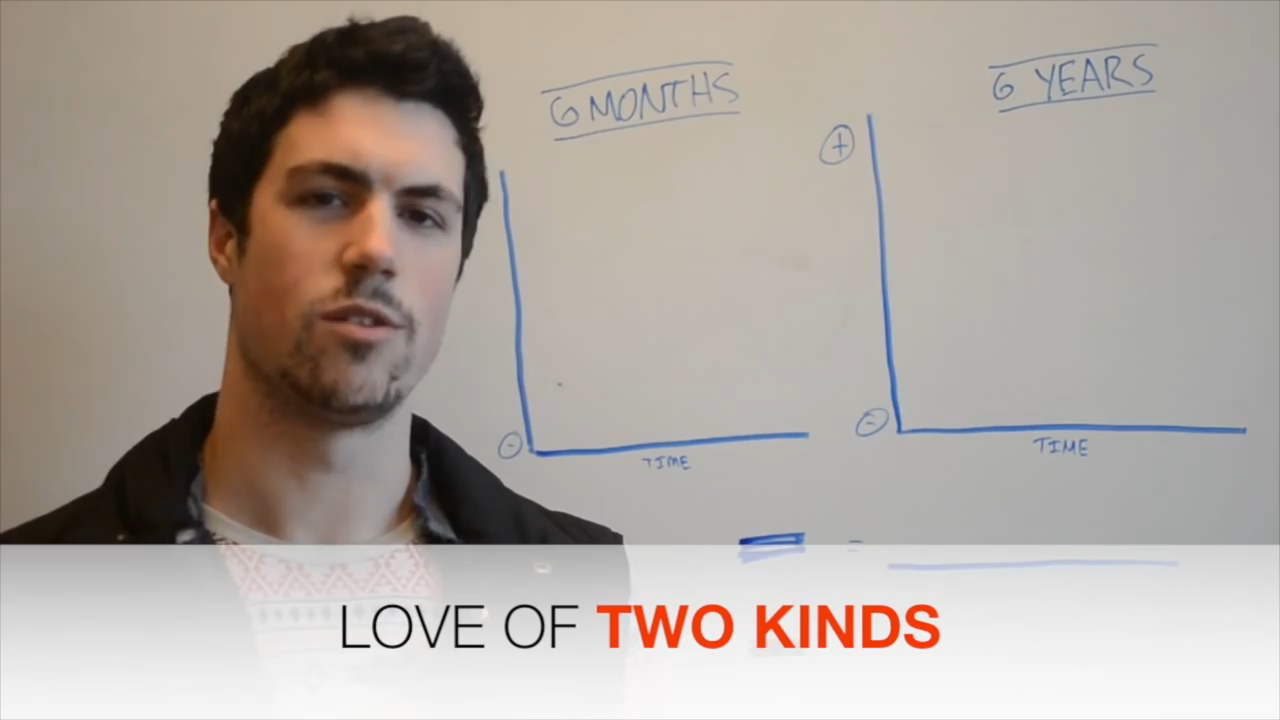 6 MONTHS
6 YEARS
+
-
TIME
-
TIME
=
LOVE OF TWO KINDS